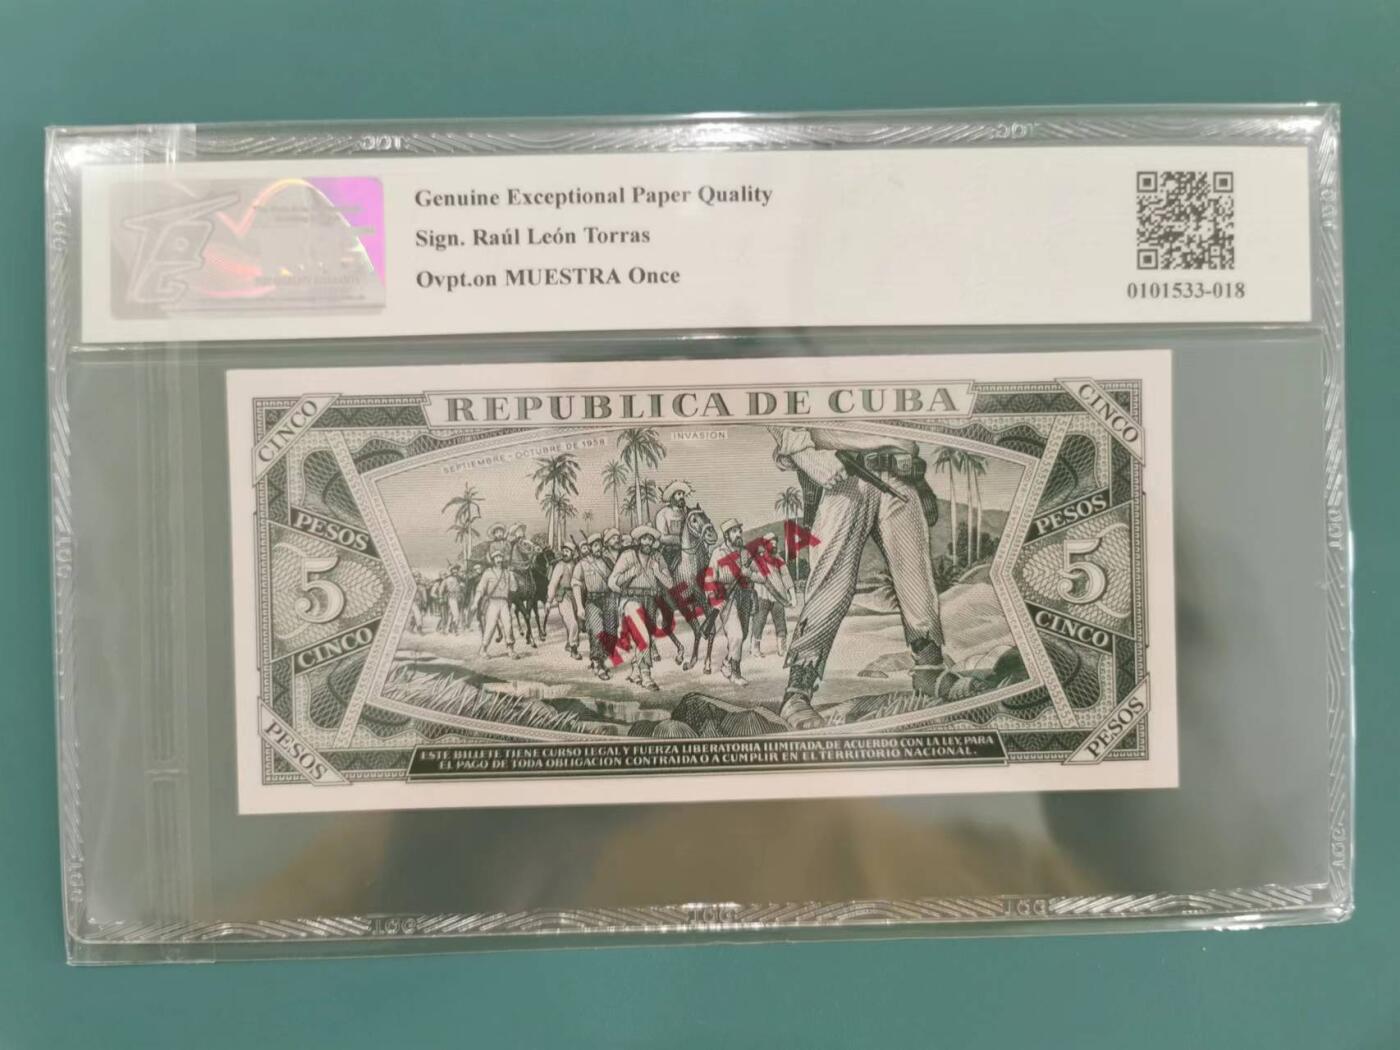 Genuine Exceptional Paper Quality
Sign. Raúl León Torras
Ovpt.on MUESTRA Once
0101533-018
REPUBLICA DE CUBA
CINCO
CINCO
SEPTIEMBRE - OCTUBRE DE 1958
INVASION
PESOS
PESOS
5
5
MUESTRA
CINCO
CINCO
PESOS
PESOS
ESTE BILLETE TIENE CURSO LEGAL Y FUERZA LIBERATORIA ILIMITADA, DE ACUERDO CON LA LEY, PARA
EL PAGO DE TODA OBLIGACION CONTRAIDA O A CUMPLIR EN EL TERRITORIO NACIONAL.